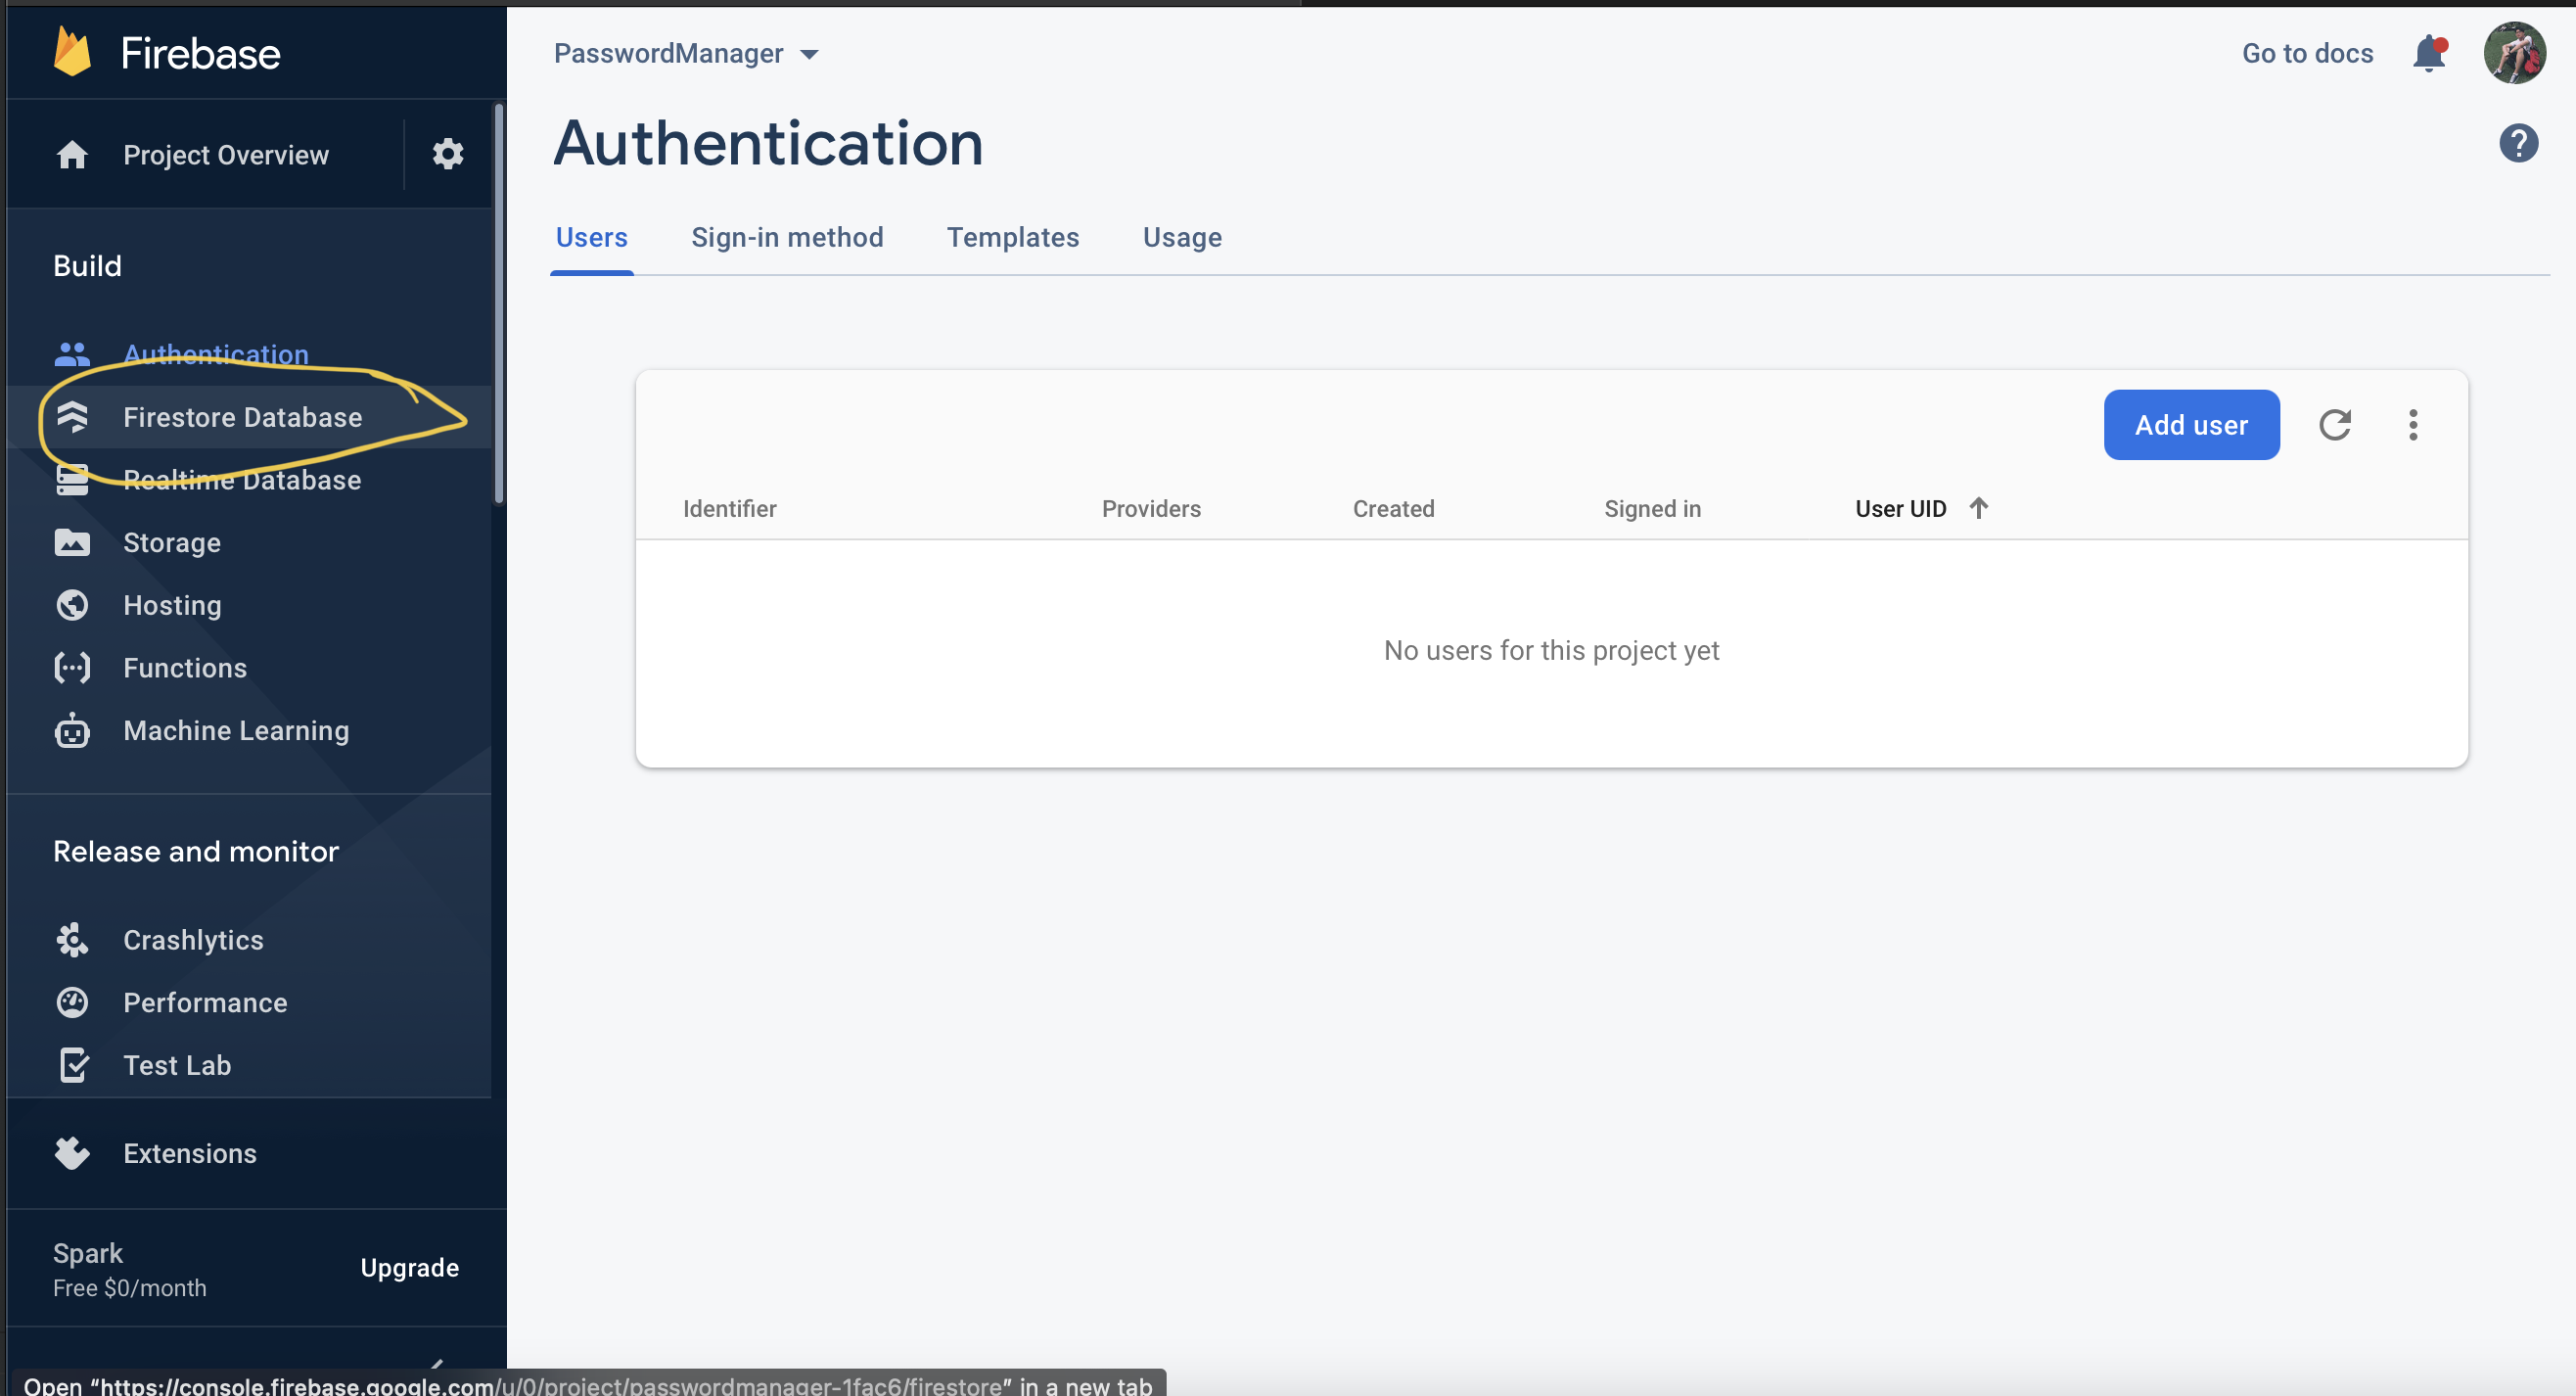 Firebase
PasswordManager
Go to docs
Project Overview
Authentication
Users
Sign-in method
Templates
Usage
Build
Authentication
Firestore Database
Realtime Database
Storage
Hosting
Functions
Machine Learning
Add user
Identifier
Providers
Created
Signed in
User UID
No users for this project yet
Release and monitor
Crashlytics
Performance
Test Lab
Extensions
Spark
Free $0/month
Upgrade
Open “https://console.firebase.google.com/u/0/project/passwordmanager-1fac6/firestore” in a new tab